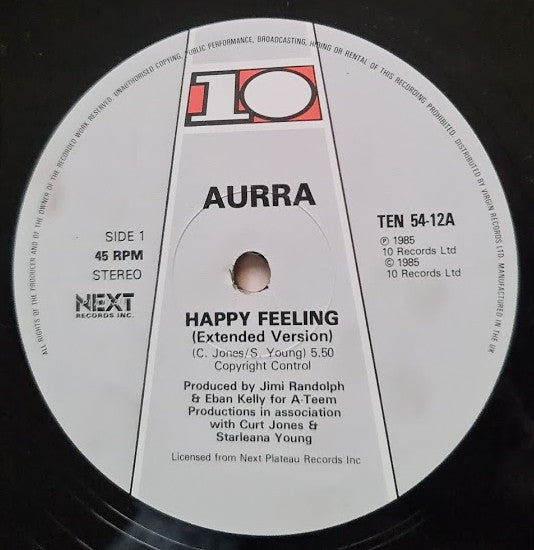 ALL RIGHTS OF THE PRODUCER AND OF THE OWNER OF THE RECORDED WORK RESERVED. UNAUTHORISED COPYING, PUBLIC PERFORMANCE, BROADCASTING, HIRING OR RENTAL OF THIS RECORDING PROHIBITED. DISTRIBUTED BY VIRGIN RECORDS LTD. MANUFACTURED IN THE UK
10
AURRA
SIDE 1
45 RPM
STEREO
TEN 54-12A
℗ 1985
10 Records Ltd
© 1985
10 Records Ltd
NEXT
RECORDS INC.
HAPPY FEELING
(Extended Version)
(C. Jones/S. Young) 5.50
Copyright Control
Produced by Jimi Randolph
& Eban Kelly for A-Teem
Productions in association
with Curt Jones &
Starleana Young
Licensed from Next Plateau Records Inc